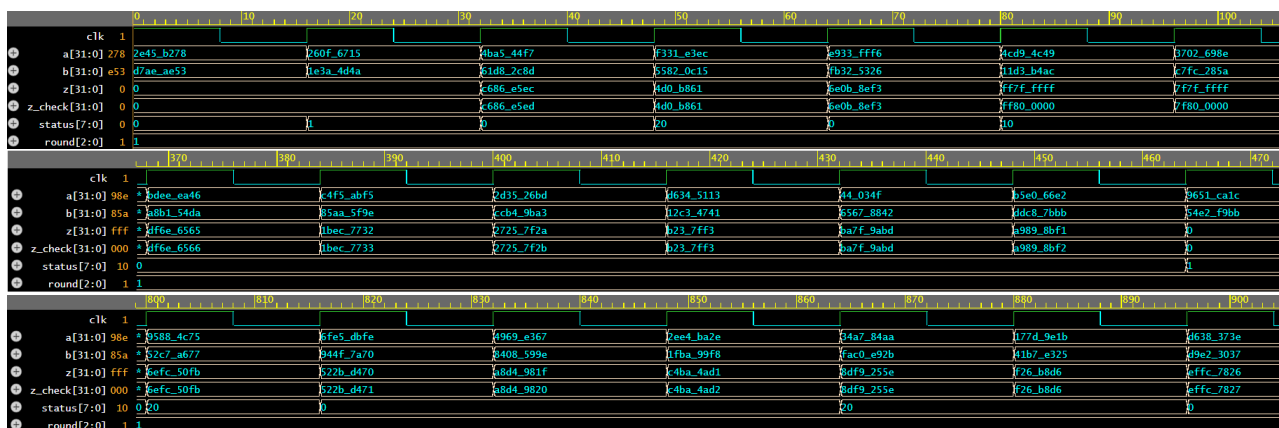 0 10 20 30 40 50 60 70 80 90 100
clk 1
a[31:0] 278 2e45_b278 260f_6715 4ba5_44f7 f331_e3ec e933_fff6 4cd9_4c49 3702_698e
b[31:0] e53 d7ae_ae53 1e3a_4d4a 61d8_2c8d 5582_0c15 fb32_5326 11d3_b4ac c7fc_285a
z[31:0] 0 0 c686_e5ec 4d0_b861 6e0b_8ef3 ff7f_ffff 7f7f_ffff
z_check[31:0] 0 0 c686_e5ed 4d0_b861 6e0b_8ef3 ff80_0000 7f80_0000
status[7:0] 0 0 1 0 20 0 10
round[2:0] 1 1
370 380 390 400 410 420 430 440 450 460 470
clk 1
a[31:0] 98e * bdee_ea46 c4f5_abf5 2d35_26bd d634_5113 44_034f b5e0_66e2 9651_ca1c
b[31:0] 85a * a8b1_54da 85aa_5f9e ccb4_9ba3 12c3_4741 6567_8842 ddc8_7bbb 54e2_f9bb
z[31:0] fff * df6e_6565 1bec_7732 2725_7f2a b23_7ff3 ba7f_9abd a989_8bf1 0
z_check[31:0] 000 * df6e_6566 1bec_7733 2725_7f2b b23_7ff3 ba7f_9abd a989_8bf2 0
status[7:0] 10 0 1
round[2:0] 1 1
800 810 820 830 840 850 860 870 880 890 900
clk 1
a[31:0] 98e * 9588_4c75 6fe5_dbfe 4969_e367 2ee4_ba2e 34a7_84aa 177d_9e1b d638_373e
b[31:0] 85a * 52c7_a677 944f_7a70 8408_599e 1fba_99f8 fac0_e92b 41b7_e325 d9e2_3037
z[31:0] fff * 6efc_50fb 522b_d470 a8d4_981f c4ba_4ad1 8df9_255e f26_b8d6 effc_7826
z_check[31:0] 000 * 6efc_50fb 522b_d471 a8d4_9820 c4ba_4ad2 8df9_255e f26_b8d6 effc_7827
status[7:0] 10 0 20 0 20 0
round[2:0] 1 1